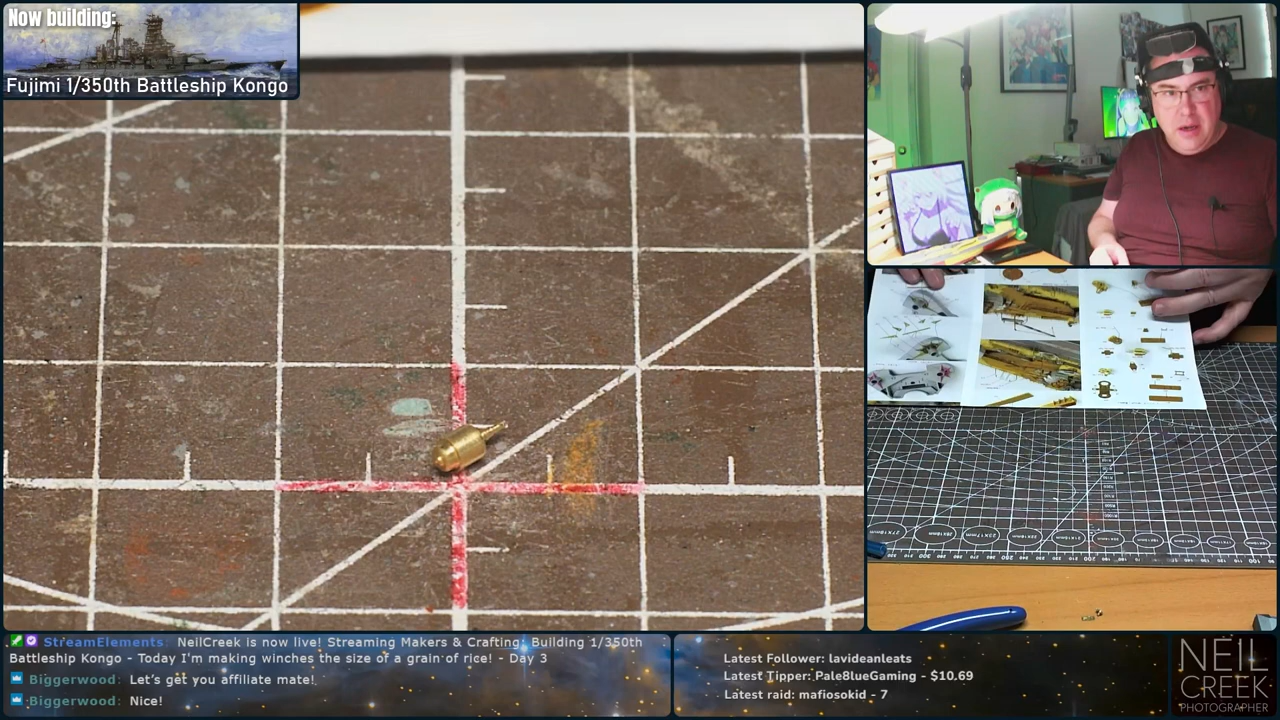 Now building:
Fujimi 1/350th Battleship Kongo
StreamElements: NeilCreek is now live! Streaming Makers & Crafting: Building 1/350th
Battleship Kongo - Today I'm making winches the size of a grain of rice! - Day 3
Biggerwood: Let's get you affiliate mate!
Biggerwood: Nice!
Latest Follower: lavideanleats
Latest Tipper: Pale8lueGaming - $10.69
Latest raid: mafiosokid - 7
NEIL
CREEK
PHOTOGRAPHER